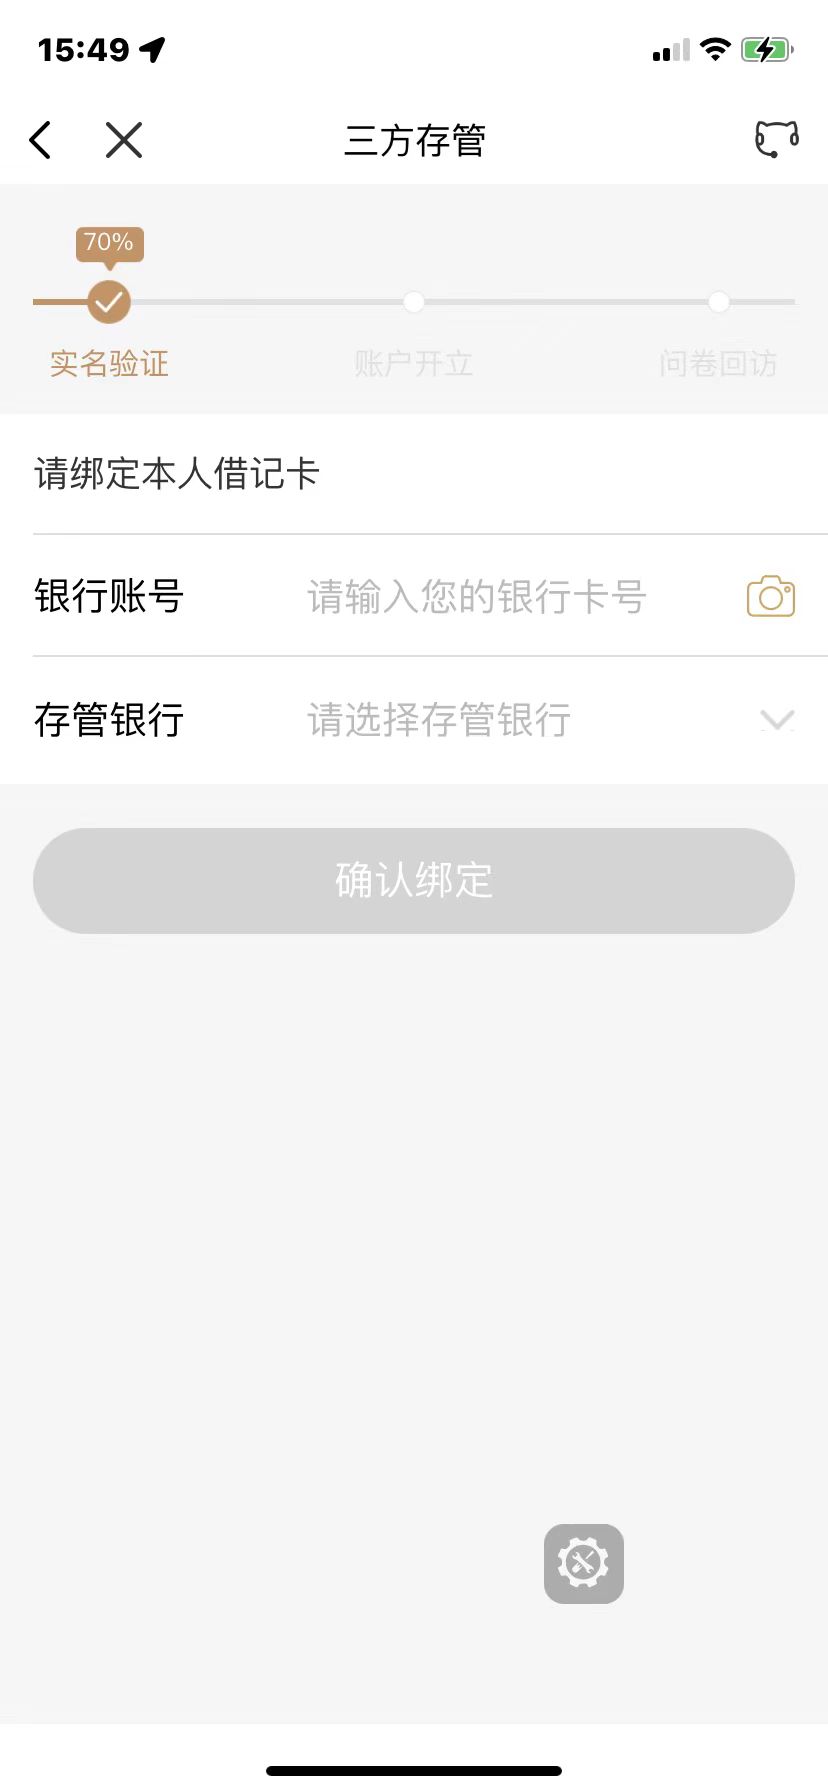 15:49
三方存管
70%
实名验证
账户开立
问卷回访
请绑定本人借记卡
银行账号 请输入您的银行卡号
存管银行 请选择存管银行
确认绑定